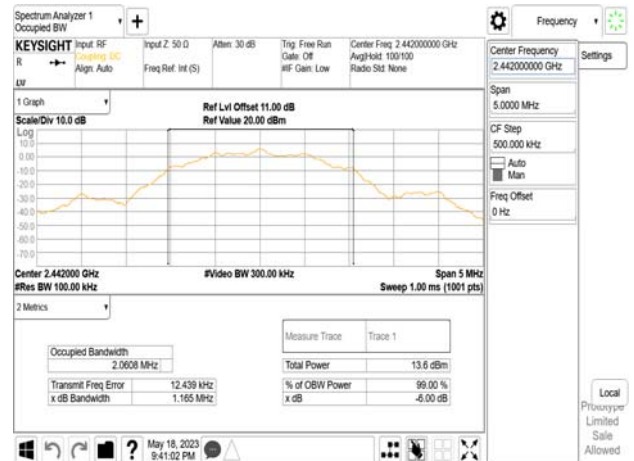 Spectrum Analyzer 1
Occupied BW
Frequency
KEYSIGHT Input: RF Input Z: 50 Ω Atten: 30 dB Trig: Free Run Center Freq: 2.442000000 GHz
R Coupling: DC Gate: Off Avg|Hold: 100/100
Align: Auto Freq Ref: Int (S) #IF Gain: Low Radio Std: None
Center Frequency
2.442000000 GHz
Settings
Span
5.0000 MHz
CF Step
500.000 kHz
Auto
Man
Freq Offset
0 Hz
1 Graph
Ref Lvl Offset 11.00 dB
Scale/Div 10.0 dB Ref Value 20.00 dBm
Log
10.0
0.00
-10.0
-20.0
-30.0
-40.0
-50.0
-60.0
-70.0
Center 2.442000 GHz #Video BW 300.00 kHz Span 5 MHz
#Res BW 100.00 kHz Sweep 1.00 ms (1001 pts)
2 Metrics
Measure Trace Trace 1
Occupied Bandwidth
2.0608 MHz Total Power 13.6 dBm
Transmit Freq Error 12.439 kHz % of OBW Power 99.00 %
x dB Bandwidth 1.165 MHz x dB -6.00 dB
Local
Prototype
Limited
Sale
Allowed
May 18, 2023
9:41:02 PM